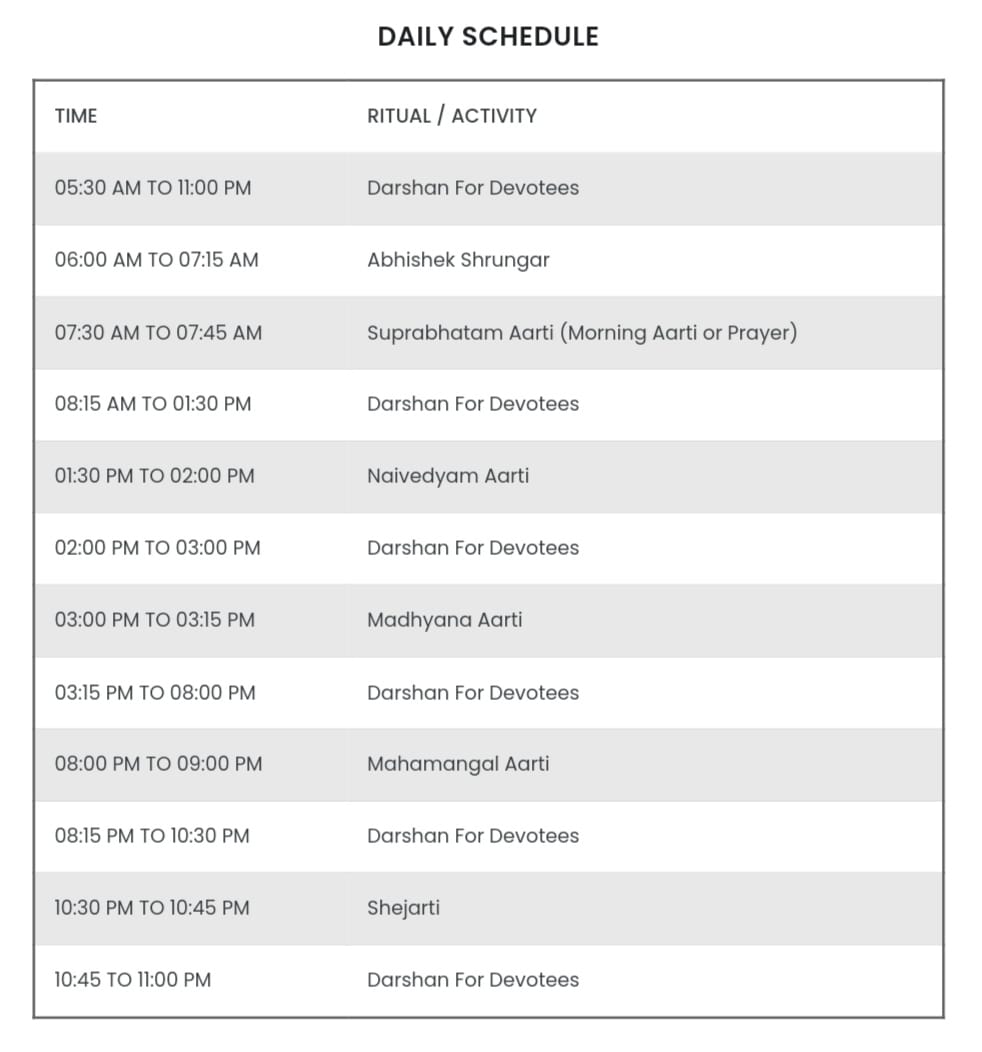 DAILY SCHEDULE
TIME RITUAL / ACTIVITY
05:30 AM TO 11:00 PM Darshan For Devotees
06:00 AM TO 07:15 AM Abhishek Shrungar
07:30 AM TO 07:45 AM Suprabhatam Aarti (Morning Aarti or Prayer)
08:15 AM TO 01:30 PM Darshan For Devotees
01:30 PM TO 02:00 PM Naivedyam Aarti
02:00 PM TO 03:00 PM Darshan For Devotees
03:00 PM TO 03:15 PM Madhyana Aarti
03:15 PM TO 08:00 PM Darshan For Devotees
08:00 PM TO 09:00 PM Mahamangal Aarti
08:15 PM TO 10:30 PM Darshan For Devotees
10:30 PM TO 10:45 PM Shejarti
10:45 TO 11:00 PM Darshan For Devotees